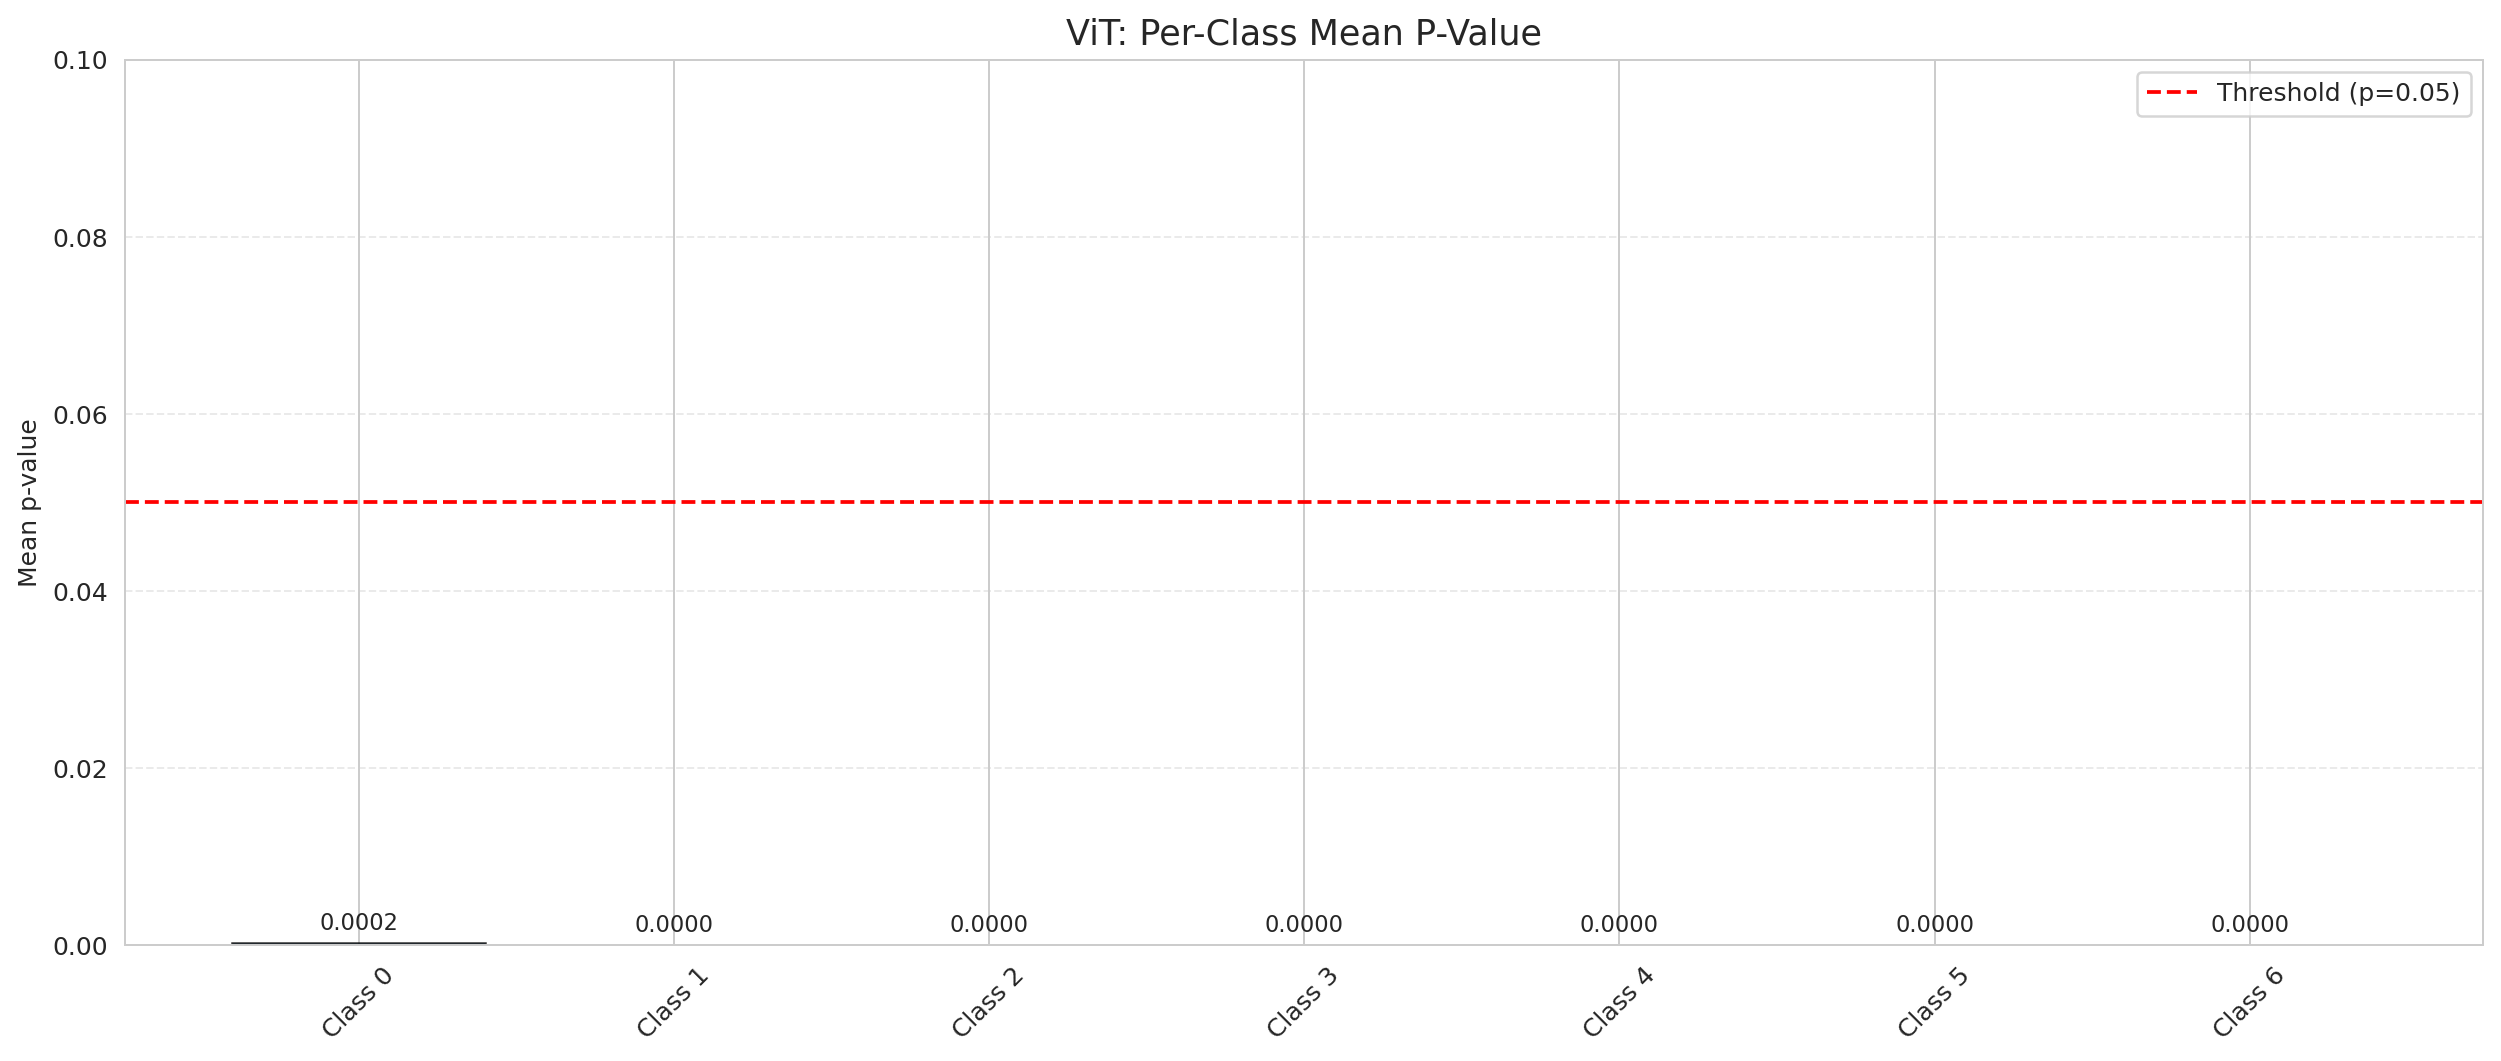 ViT: Per-Class Mean P-Value
Threshold (p=0.05)
Mean p-value
0.10
0.08
0.06
0.04
0.02
0.00
0.0002
0.0000
0.0000
0.0000
0.0000
0.0000
0.0000
Class 0
Class 1
Class 2
Class 3
Class 4
Class 5
Class 6